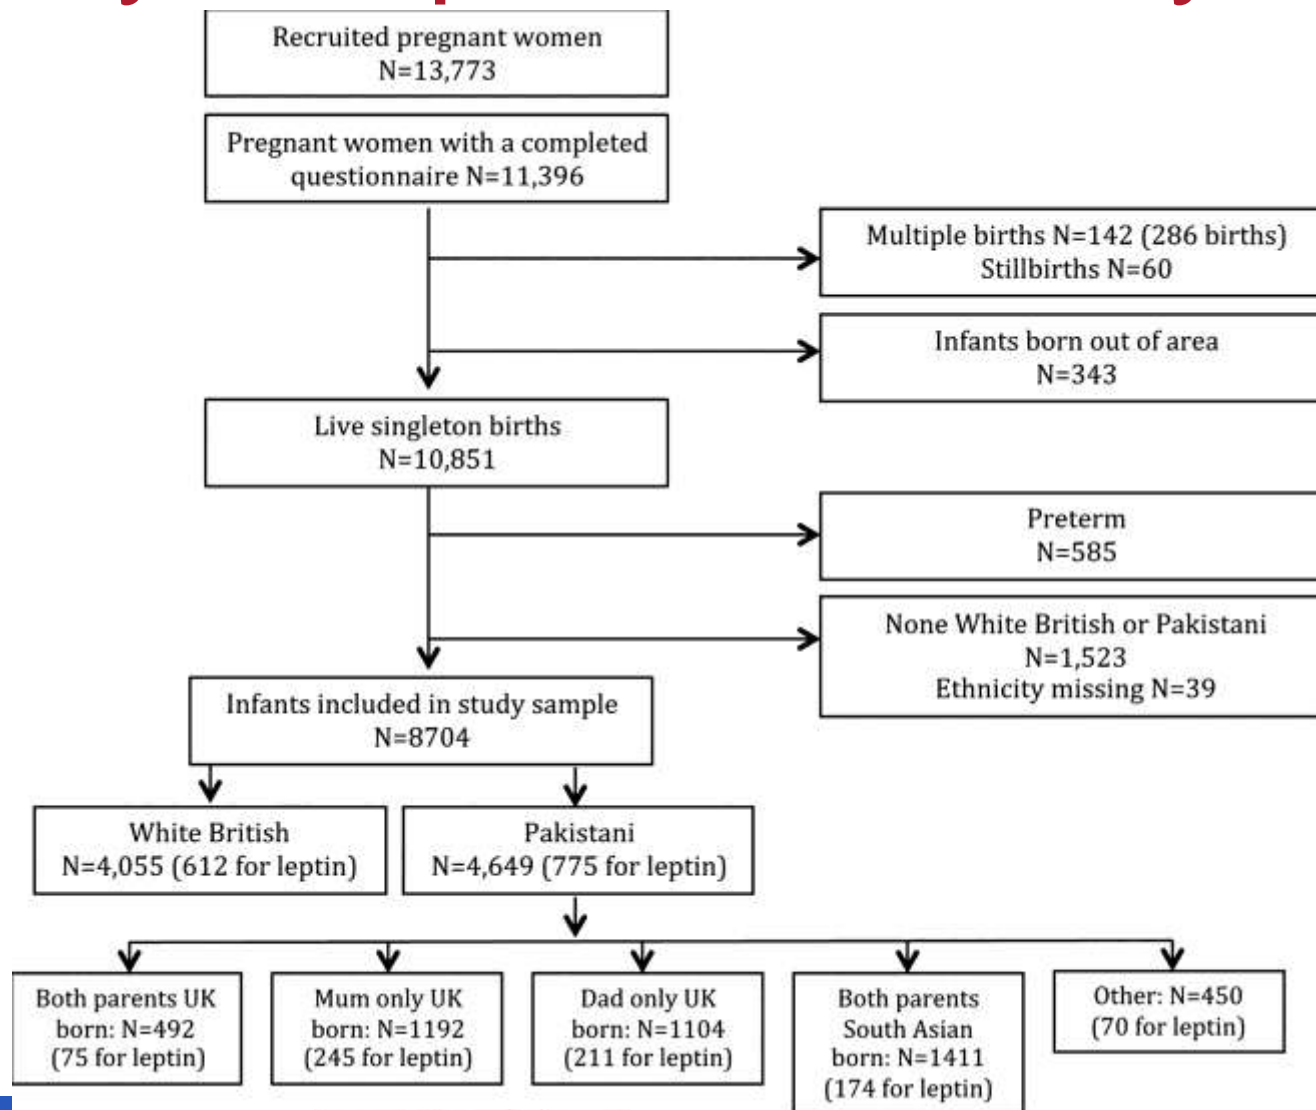 Recruited pregnant women
N=13,773
Pregnant women with a completed
questionnaire N=11,396
Multiple births N=142 (286 births)
Stillbirths N=60
Infants born out of area
N=343
Live singleton births
N=10,851
Preterm
N=585
None White British or Pakistani
N=1,523
Ethnicity missing N=39
Infants included in study sample
N=8704
White British
N=4,055 (612 for leptin)
Pakistani
N=4,649 (775 for leptin)
Both parents UK
born: N=492
(75 for leptin)
Mum only UK
born: N=1192
(245 for leptin)
Dad only UK
born: N=1104
(211 for leptin)
Both parents
South Asian
born: N=1411
(174 for leptin)
Other: N=450
(70 for leptin)